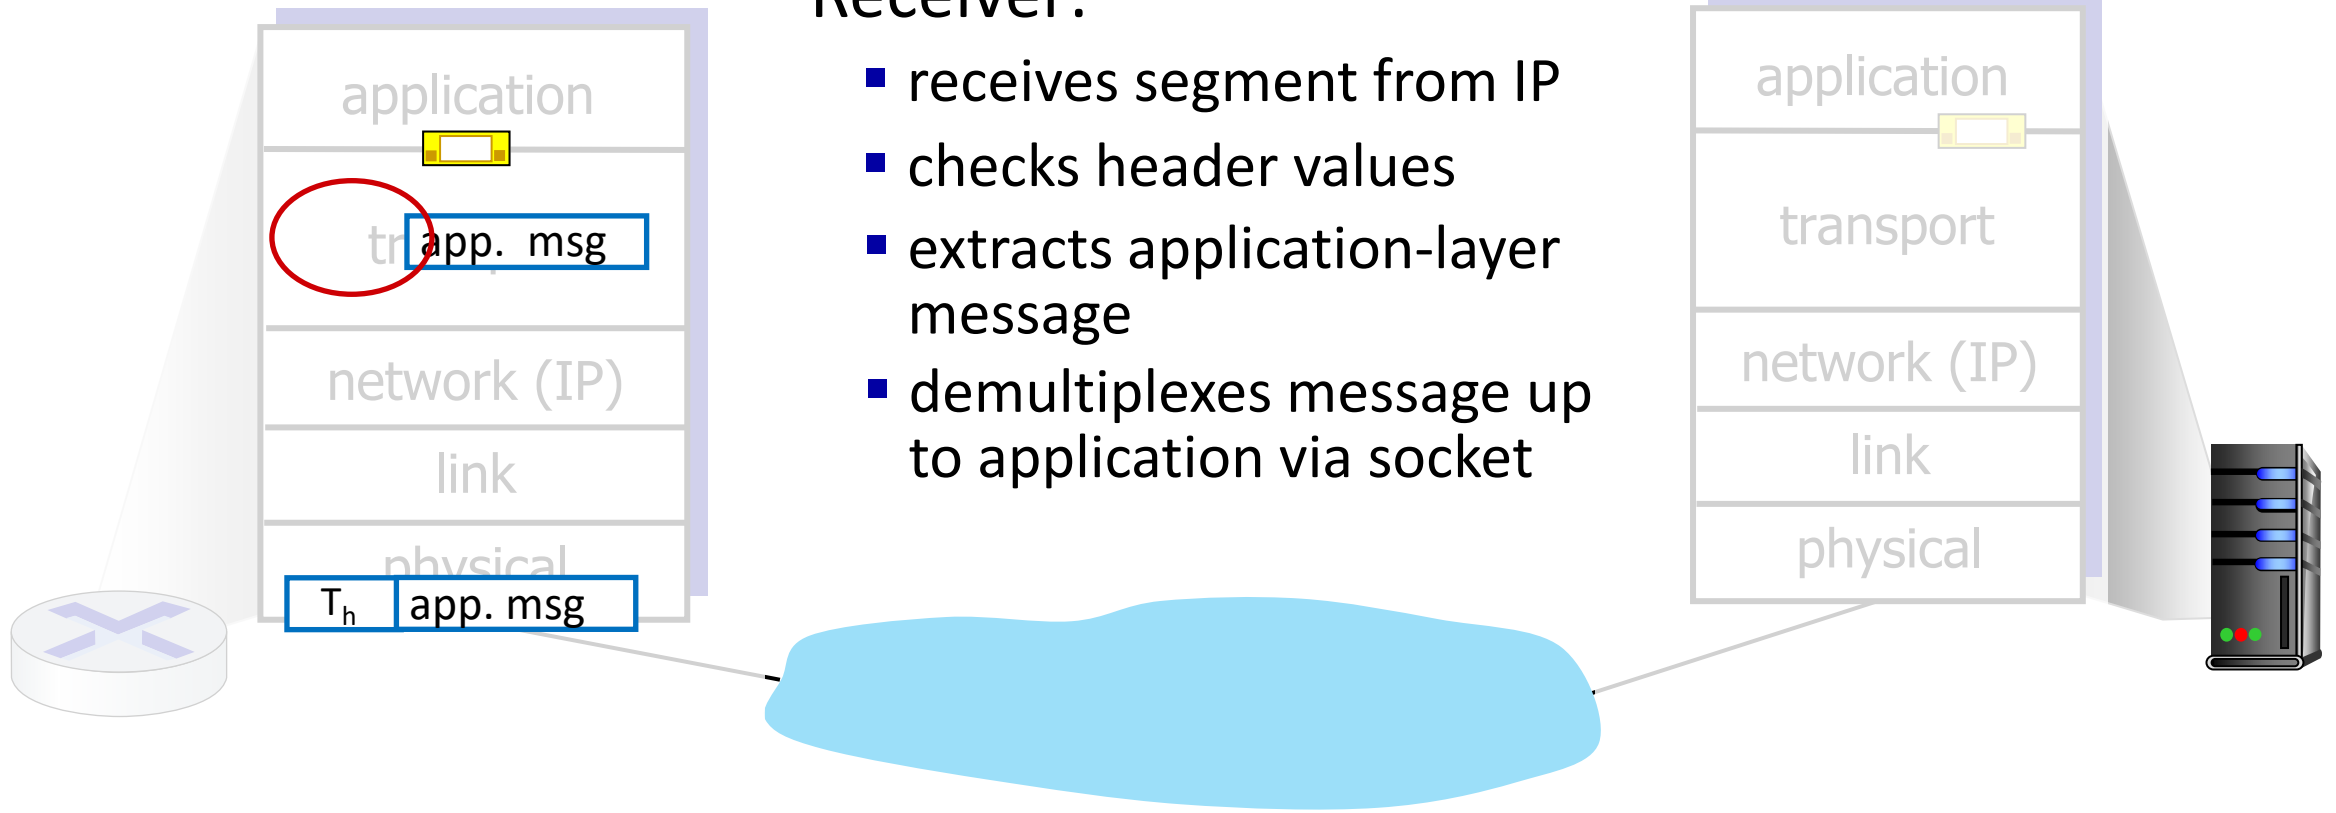 Receiver:
receives segment from IP
checks header values
extracts application-layer
message
demultiplexes message up
to application via socket
application
app. msg
network (IP)
link
physical
Th app. msg
application
transport
network (IP)
link
physical